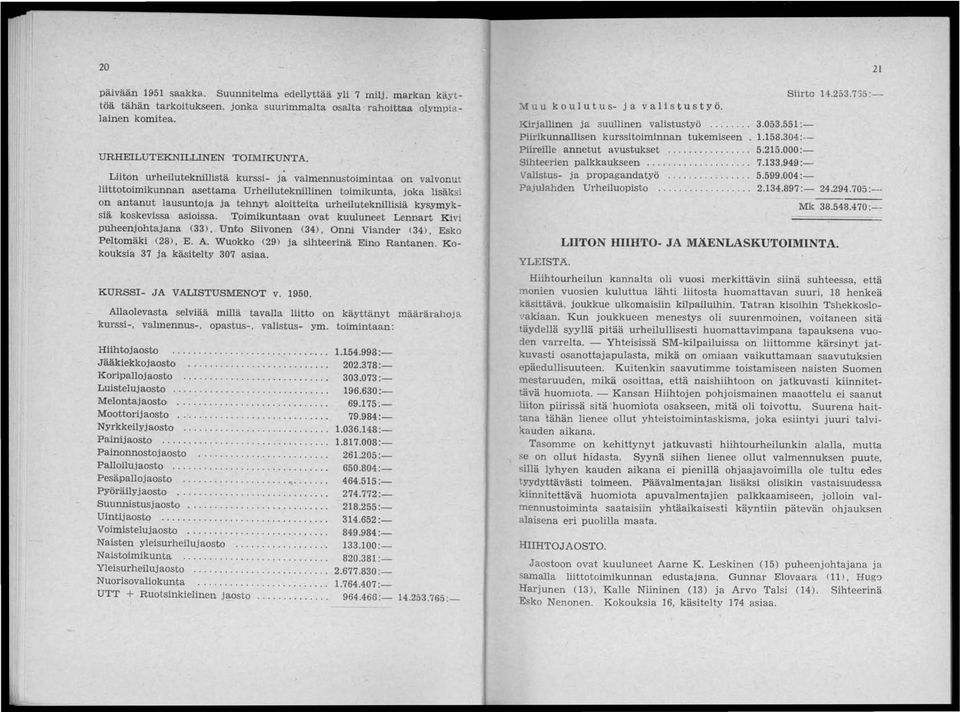 20
päivään 1951 saakka. Suunnitelma edellyttää yli 7 milj. markan käyt-
töä tähän tarkoitukseen, jonka suurimmalta osalta rahoittaa olympia-
lainen komitea.
URHEILUTEKNILLINEN TOIMIKUNTA.
Liiton urheiluteknillistä kurssi- ja valmennustoimintaa on valvonut
liittotoimikunnan asettama Urheiluteknillinen toimikunta, joka lisäksi
on antanut lausuntoja ja tehnyt aloitteita urheiluteknillisiä kysymyk-
siä koskevissa asioissa. Toimikuntaan ovat kuuluneet Lennart Kivi
puheenjohtajana (33), Unto Siivonen (34), Onni Viander (34), Esko
Peltomäki (28), E. A. Wuokko (29) ja sihteerinä Eino Rantanen. Ko-
kouksia 37 ja käsitelty 307 asiaa.
KURSSI- JA VALISTUSMENOT v. 1950.
Allaolevasta selviää millä tavalla liitto on käyttänyt määrärahoja
kurssi-, valmennus-, opastus-, valistus- ym. toimintaan:
Hiihtojaosto ............................ 1.154.998:—
Jääkiekkojaosto ......................... 202.378:—
Koripallojaosto .......................... 303.073:—
Luistelujaosto ............................ 196.630:—
Melontajaosto ........................... 69.175:—
Moottorijaosto ........................... 79.984:—
Nyrkkeilyjaosto .......................... 1.036.148:—
Painijaosto .............................. 1.817.008:—
Painonnostojaosto ....................... 261.205:—
Palloilujaosto ............................ 650.804:—
Pesäpallojaosto .......................... 464.515:—
Pyöräilyjaosto ........................... 274.772:—
Suunnistusjaosto ......................... 218.255:—
Uintijaosto .............................. 314.652:—
Voimistelujaosto ......................... 849.984:—
Naisten yleisurheilujaosto ................. 133.100:—
Naistoimikunta .......................... 820.381:—
Yleisurheilujaosto ........................ 2.677.830:—
Nuorisovaliokunta ....................... 1.764.407:—
UTT + Ruotsinkielinen jaosto ............. 964.466:— 14.253.765:—
21
Siirto 14.253.765:—
Muu koulutus- ja valistustyö.
Kirjallinen ja suullinen valistustyö ........ 3.053.551:—
Piirikunnallisen kurssitoiminnan tukemiseen . 1.158.304:—
Piireille annetut avustukset ............... 5.215.000:—
Sihteerien palkkaukseen ................... 7.133.949:—
Valistus- ja propagandatyö ............... 5.599.004:—
Pajulahden Urheiluopisto ................. 2.134.897:— 24.294.705:—
Mk 38.548.470:—
LIITON HIIHTO- JA MÄENLASKUTOIMINTA.
YLEISTÄ.
Hiihtourheilun kannalta oli vuosi merkittävin siinä suhteessa, että
monien vuosien kuluttua lähti liitosta huomattavan suuri, 18 henkeä
käsittävä, joukkue ulkomaisiin kilpailuihin, Tatran kisoihin Tshekkoslo-
vakiaan. Kun joukkueen menestys oli suurenmoinen, voitaneen sitä
täydellä syyllä pitää urheilullisesti huomattavimpana tapauksena vuo-
den varrelta. — Yhteisissä SM-kilpailuissa on liittomme kärsinyt jat-
kuvasti osanottajapulasta, mikä on omiaan vaikuttamaan saavutuksien
epäedullisuuteen. Kuitenkin saavutimme toistamiseen naisten Suomen
mestaruuden, mikä osoittaa, että naishiihtoon on jatkuvasti kiinnitet-
tävä huomiota. — Kansan Hiihtojen pohjoismainen maaottelu ei saanut
liiton piirissä sitä huomiota osakseen, mitä oli toivottu. Suurena hait-
tana tähän lienee ollut yhteistoimintaskisma, joka esiintyi juuri talvi-
kauden aikana.
Tasomme on kehittynyt jatkuvasti hiihtourheilunkin alalla, mutta
se on ollut hidasta. Syynä siihen lienee ollut valmennuksen puute,
sillä lyhyen kauden aikana ei pienillä ohjaajavoimilla ole tultu edes
tyydyttävästi toimeen. Päävalmentajan lisäksi olisikin vastaisuudessa
kiinnitettävä huomiota apuvalmentajien palkkaamiseen, jolloin val-
mennustoiminta saataisiin yhtäaikaisesti käyntiin pätevän ohjauksen
alaisena eri puolilla maata.
HIIHTOJAOSTO.
Jaostoon ovat kuuluneet Aarne K. Leskinen (15) puheenjohtajana ja
samalla liittotoimikunnan edustajana, Gunnar Elovaara (11), Hugo
Harjunen (13), Kalle Niininen (13) ja Arvo Talsi (14). Sihteerinä
Esko Nenonen. Kokouksia 16, käsitelty 174 asiaa.